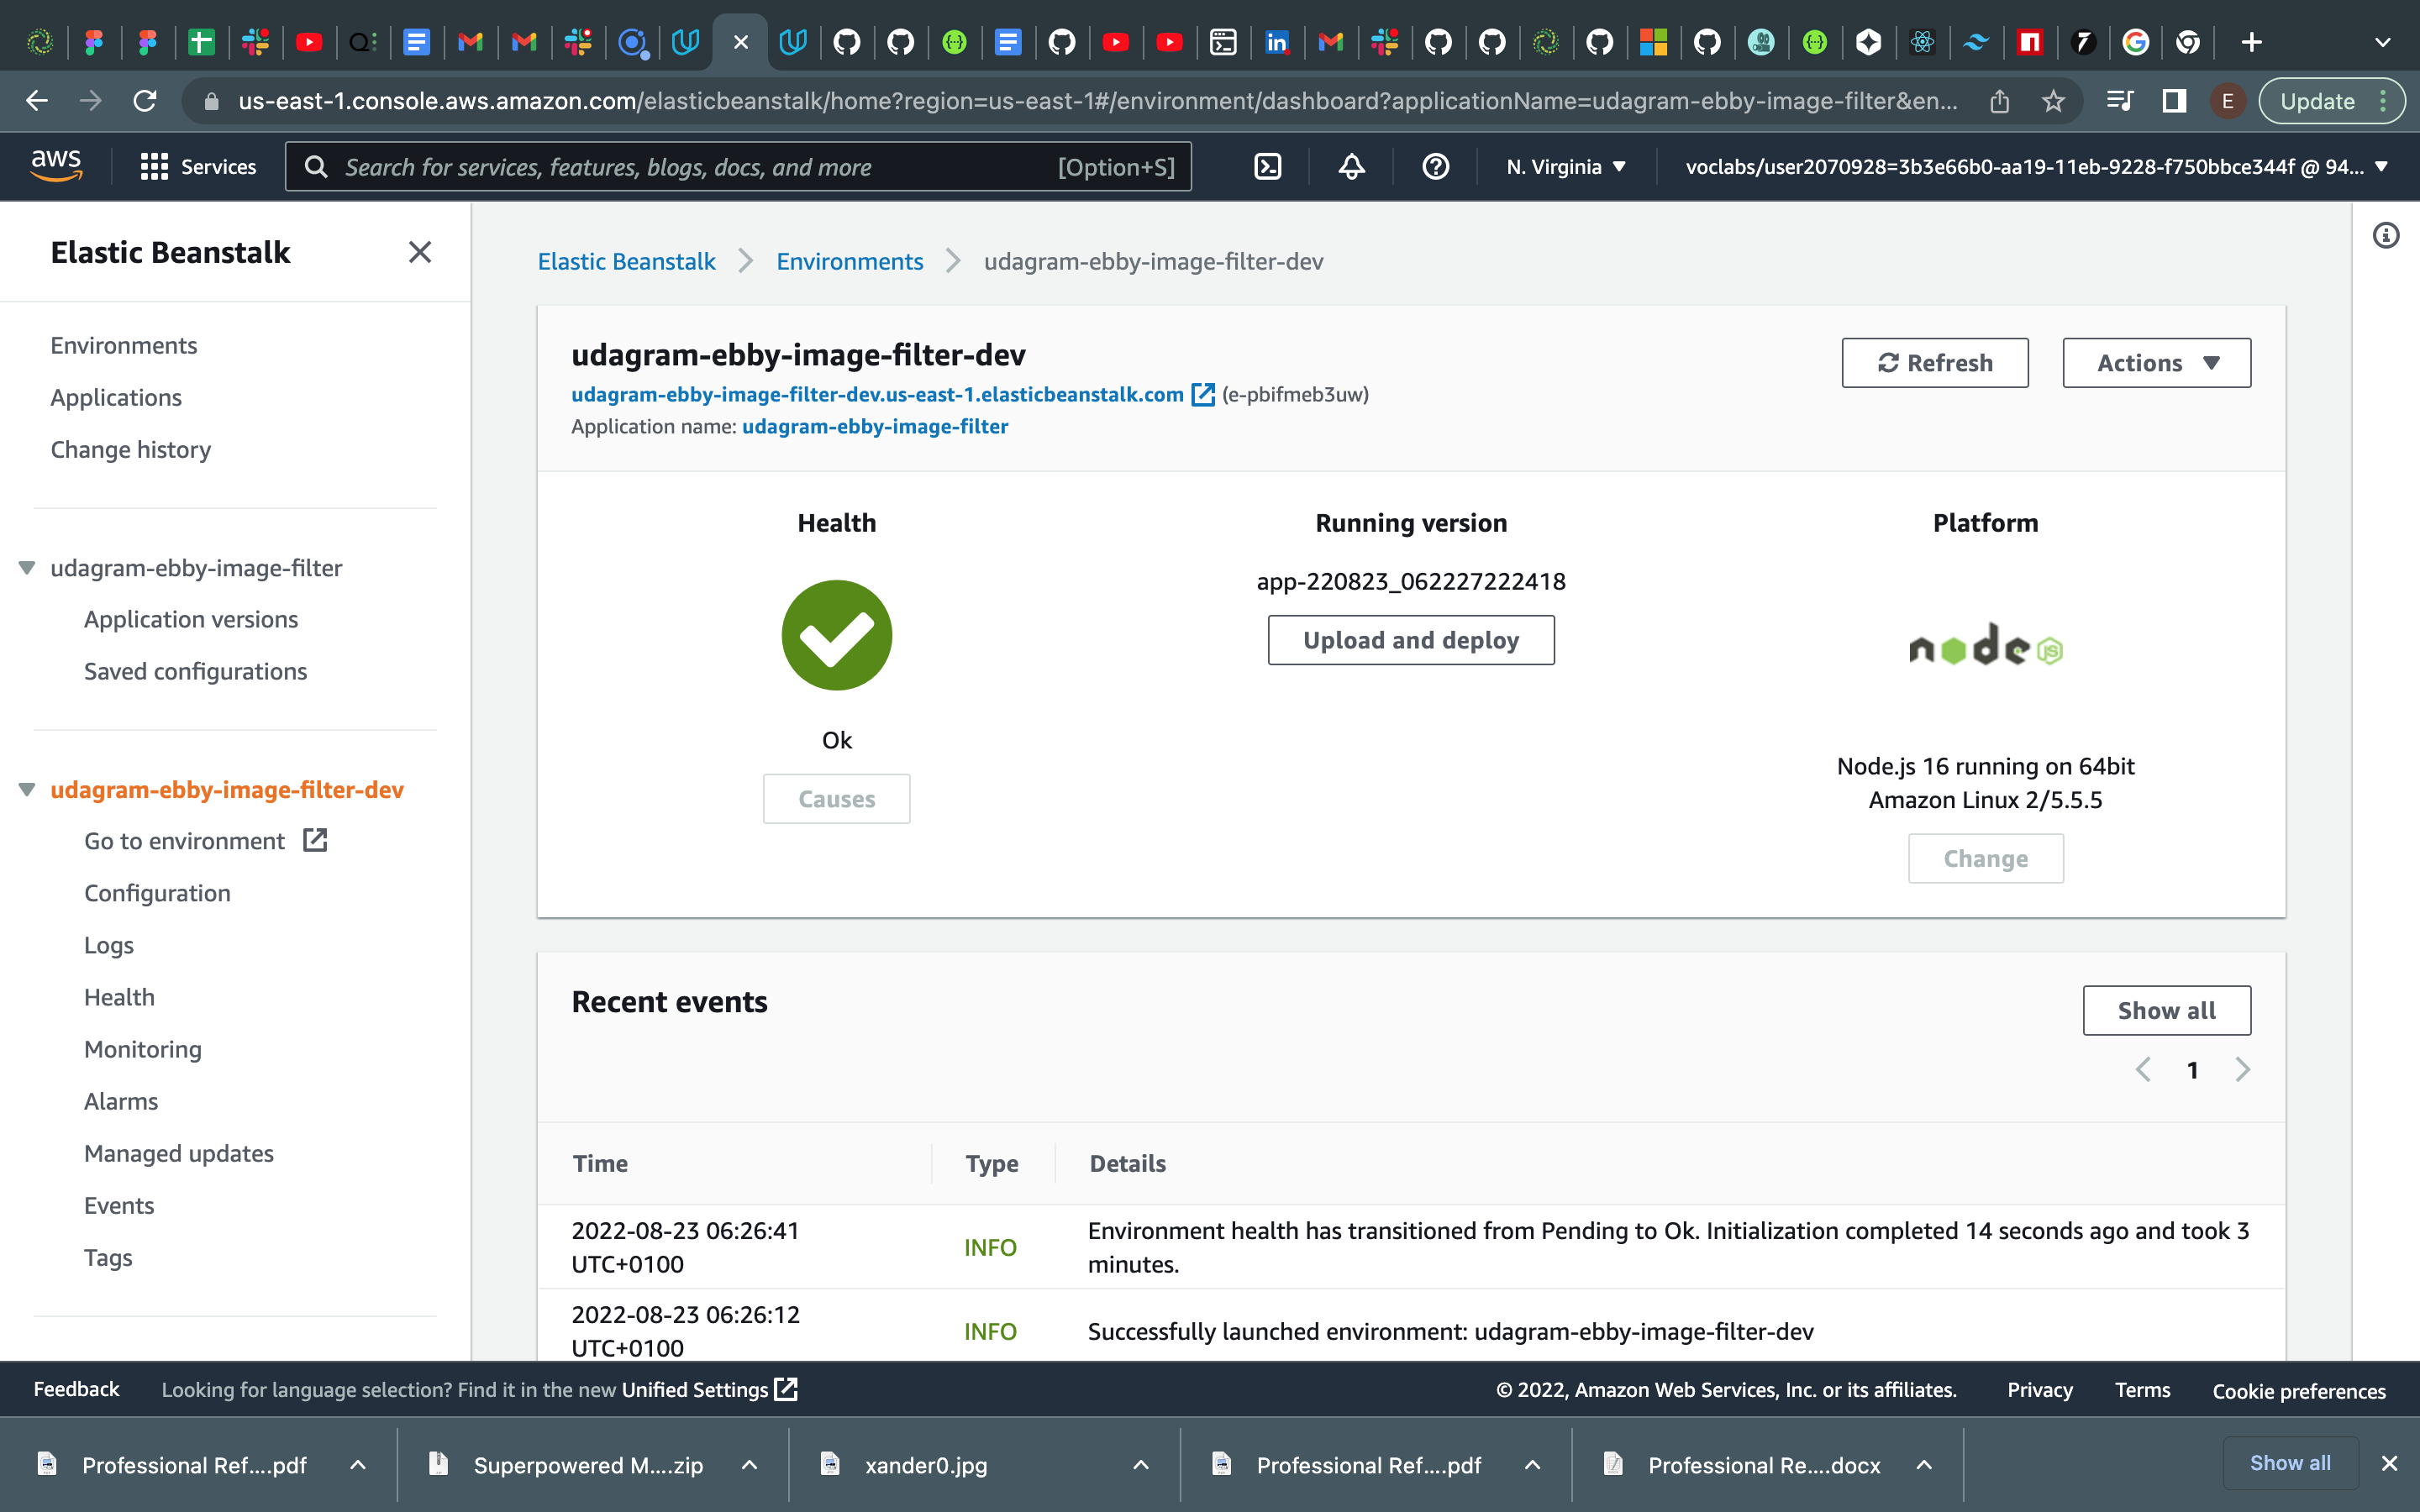 us-east-1.console.aws.amazon.com/elasticbeanstalk/home?region=us-east-1#/environment/dashboard?applicationName=udagram-ebby-image-filter&en...
E
Update
aws
Services
Search for services, features, blogs, docs, and more
[Option+S]
N. Virginia
voclabs/user2070928=3b3e66b0-aa19-11eb-9228-f750bbce344f @ 94...
Elastic Beanstalk
Environments
Applications
Change history
udagram-ebby-image-filter
Application versions
Saved configurations
udagram-ebby-image-filter-dev
Go to environment
Configuration
Logs
Health
Monitoring
Alarms
Managed updates
Events
Tags
Elastic Beanstalk
Environments
udagram-ebby-image-filter-dev
udagram-ebby-image-filter-dev
udagram-ebby-image-filter-dev.us-east-1.elasticbeanstalk.com (e-pbifmeb3uw)
Application name: udagram-ebby-image-filter
Refresh
Actions
Health
Ok
Causes
Running version
app-220823_062227222418
Upload and deploy
Platform
node JS
Node.js 16 running on 64bit
Amazon Linux 2/5.5.5
Change
Recent events
Show all
1
Time
Type
Details
2022-08-23 06:26:41
UTC+0100
INFO
Environment health has transitioned from Pending to Ok. Initialization completed 14 seconds ago and took 3
minutes.
2022-08-23 06:26:12
UTC+0100
INFO
Successfully launched environment: udagram-ebby-image-filter-dev
Feedback
Looking for language selection? Find it in the new Unified Settings
© 2022, Amazon Web Services, Inc. or its affiliates.
Privacy
Terms
Cookie preferences
Professional Ref....pdf
Superpowered M....zip
xander0.jpg
Professional Ref....pdf
Professional Re....docx
Show all